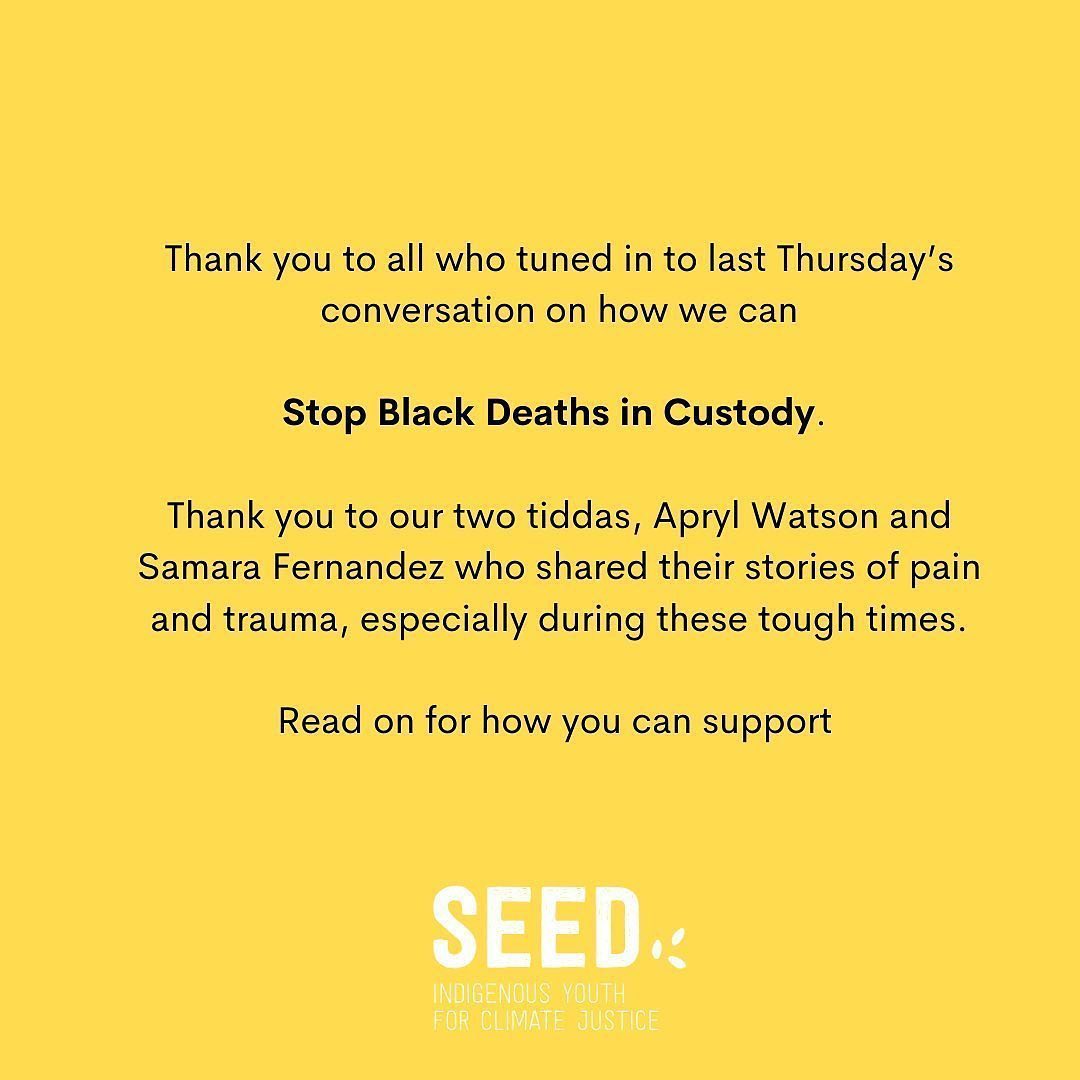 Thank you to all who tuned in to last Thursday’s
conversation on how we can
Stop Black Deaths in Custody.
Thank you to our two tiddas, Apryl Watson and
Samara Fernandez who shared their stories of pain
and trauma, especially during these tough times.
Read on for how you can support
SEED
INDIGENOUS YOUTH
FOR CLIMATE JUSTICE